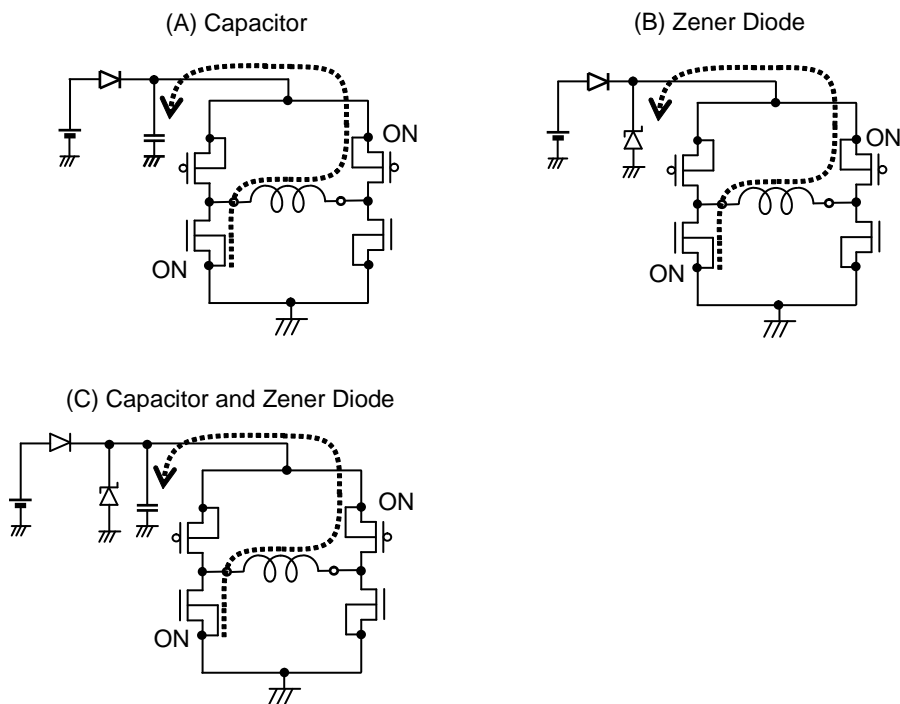 (A) Capacitor
ON
ON
(B) Zener Diode
ON
ON
(C) Capacitor and Zener Diode
ON
ON